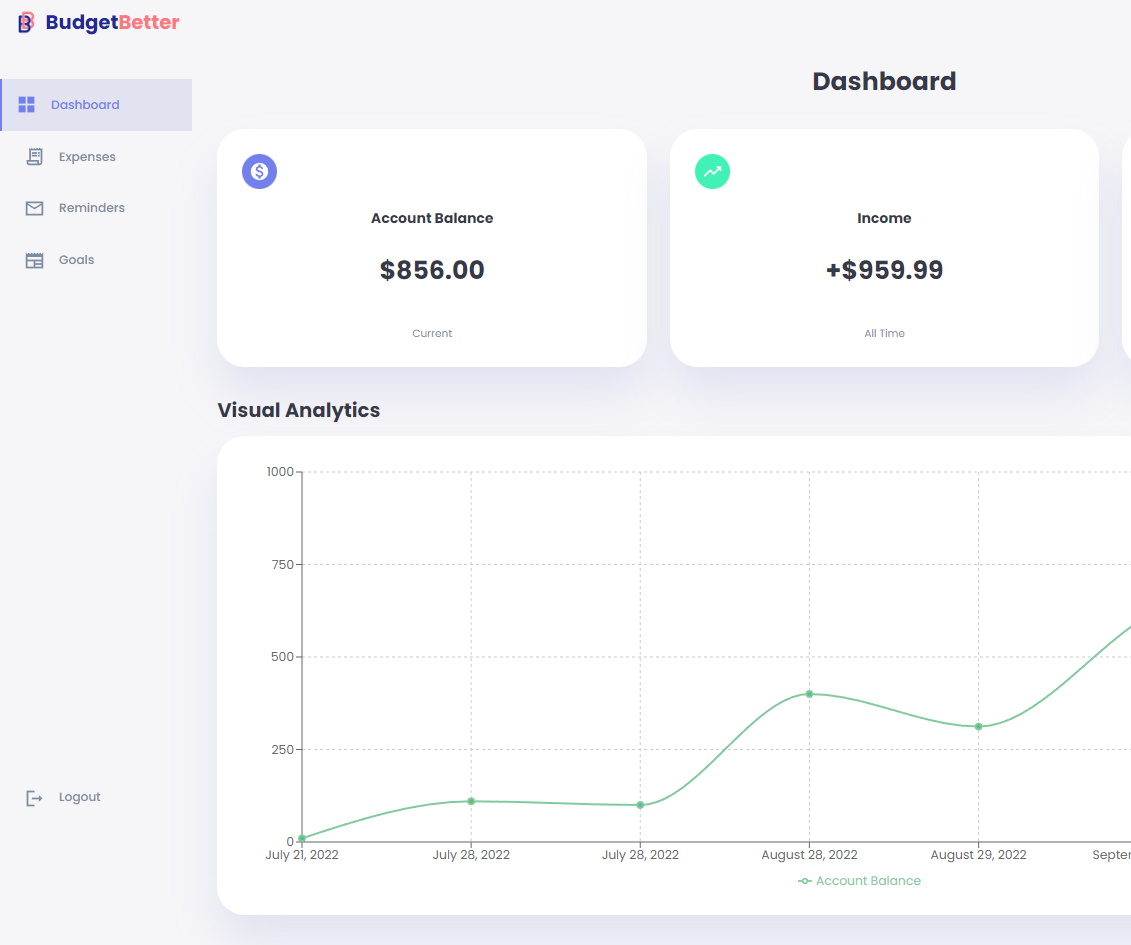 BudgetBetter
Dashboard
Dashboard
Expenses
Reminders
Goals
Logout
Account Balance
$856.00
Current
Income
+$959.99
All Time
Visual Analytics
1000
750
500
250
0
July 21, 2022 July 28, 2022 July 28, 2022 August 28, 2022 August 29, 2022
Account Balance